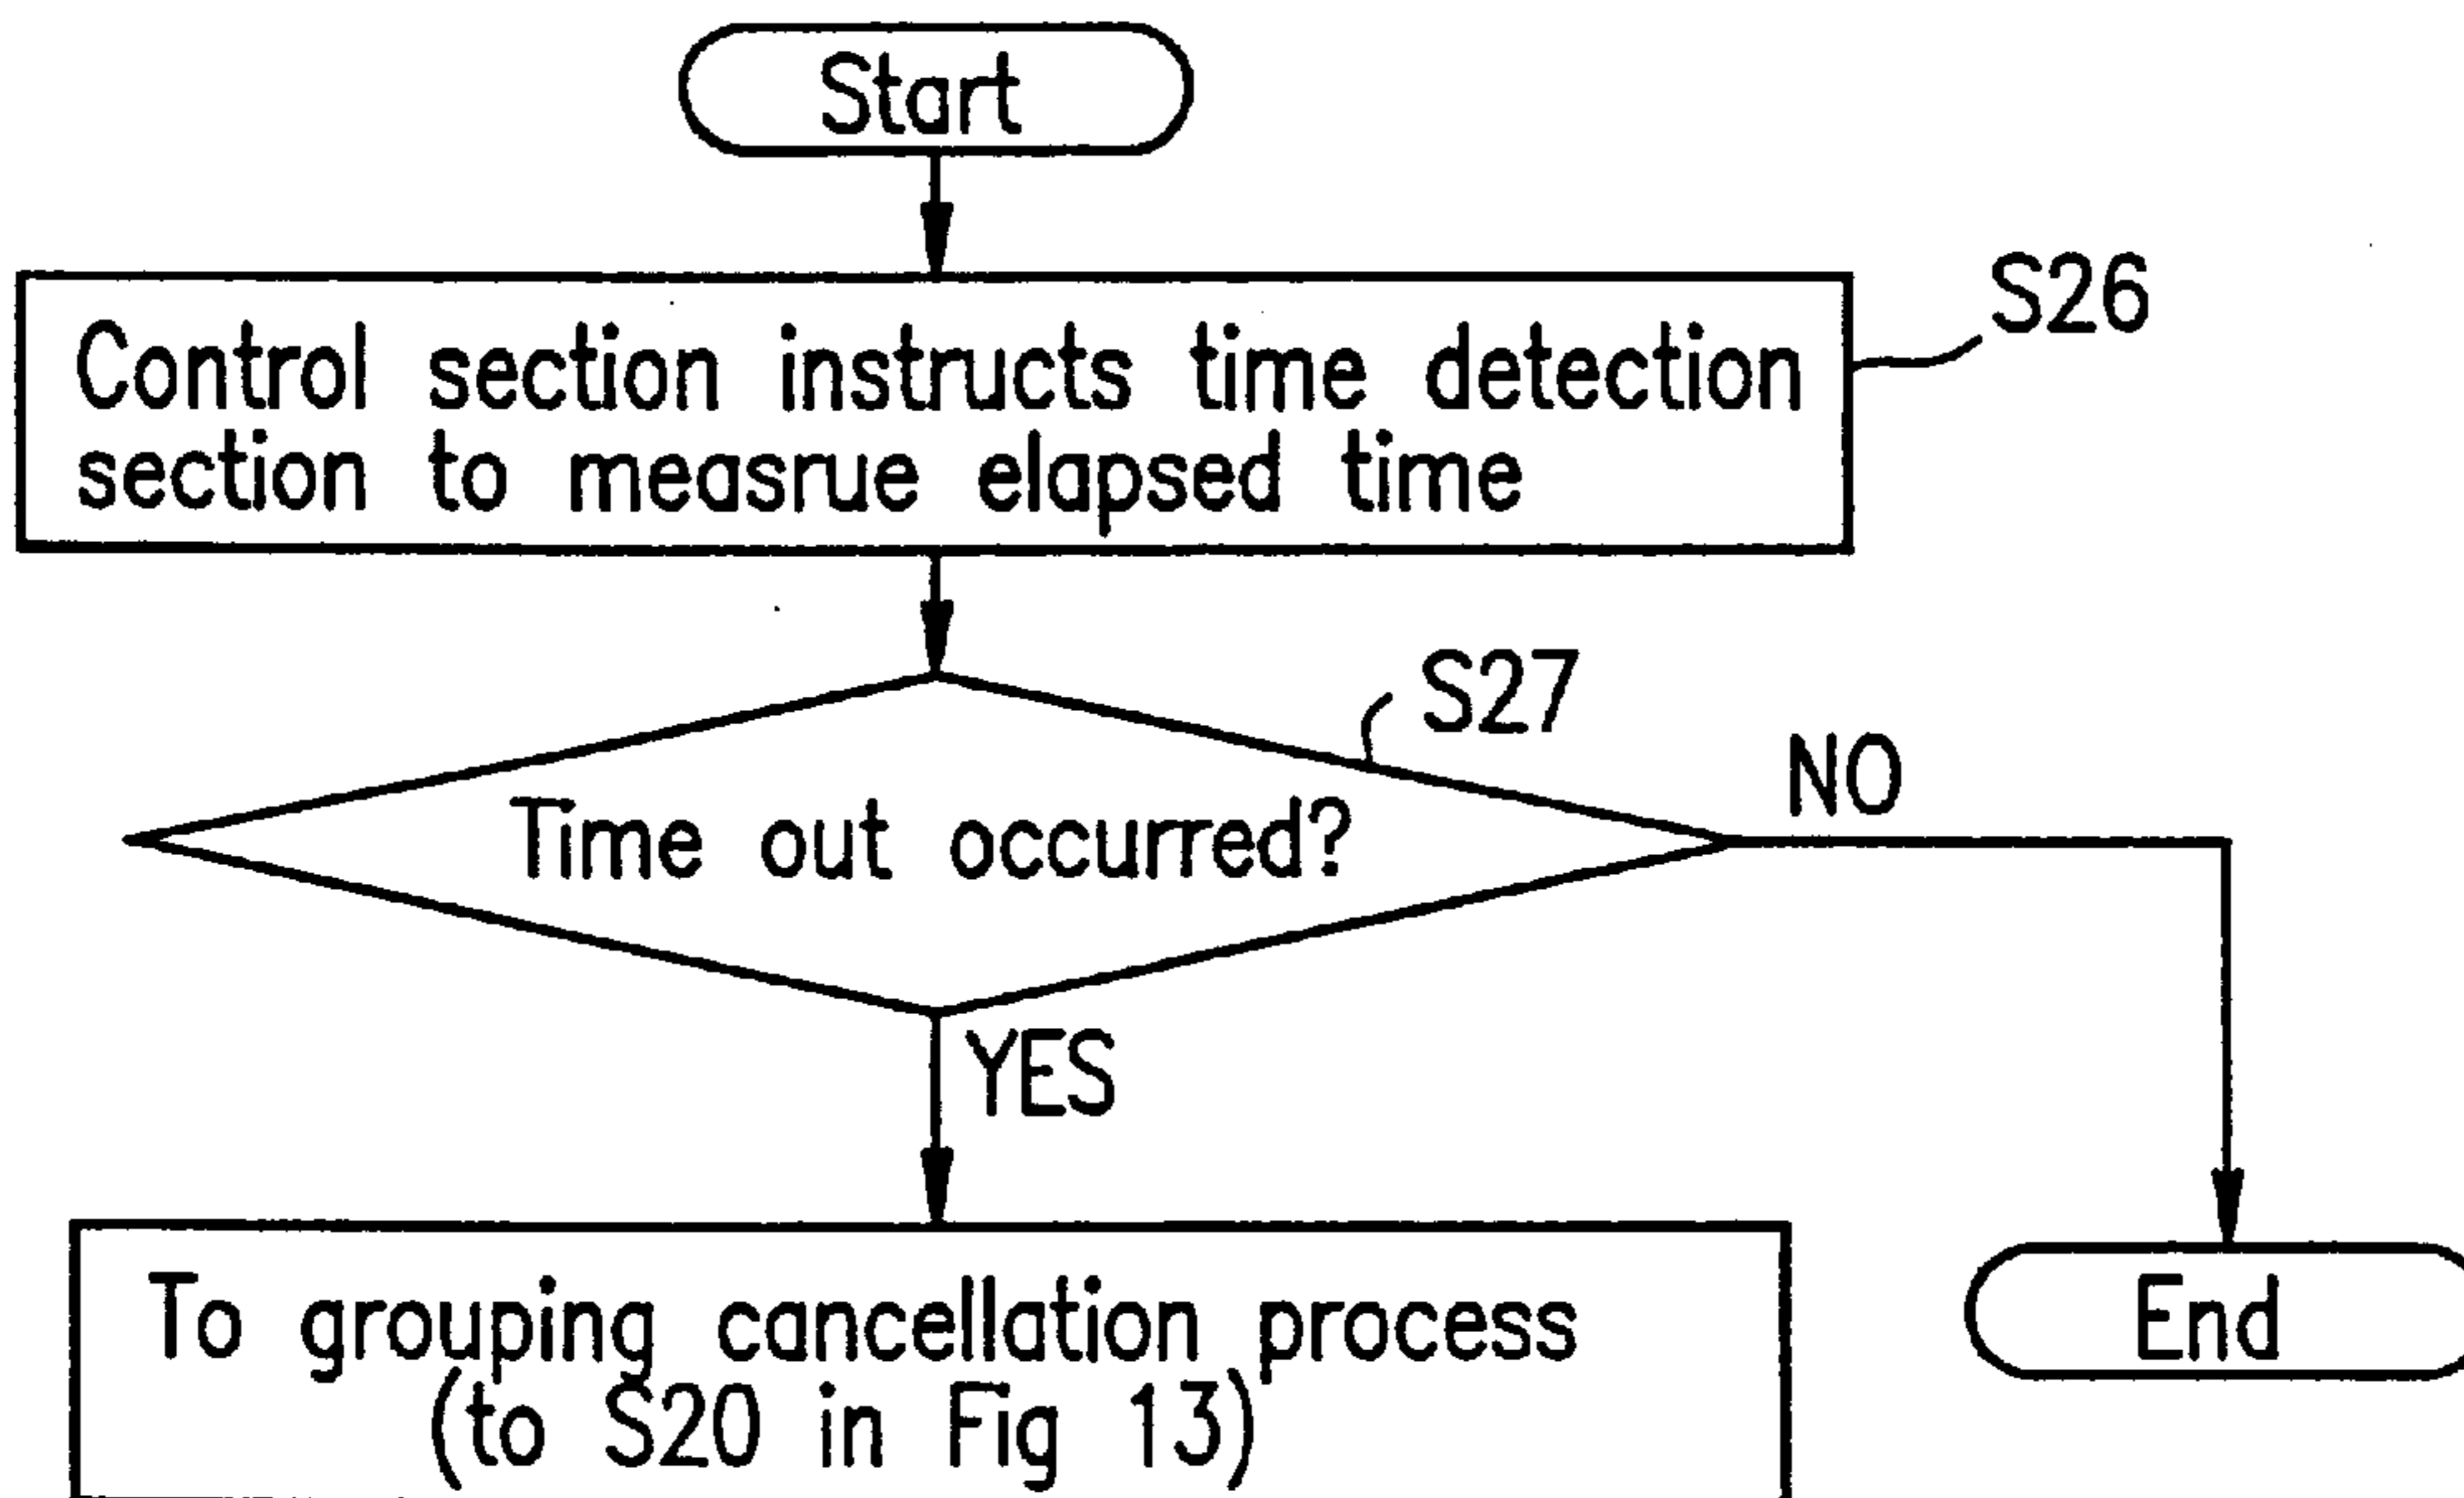 Start
S26
Control section instructs time detection
section to measrue elapsed time
S27
Time out occurred?
NO
YES
To grouping cancellation process
(to S20 in Fig 13)
End